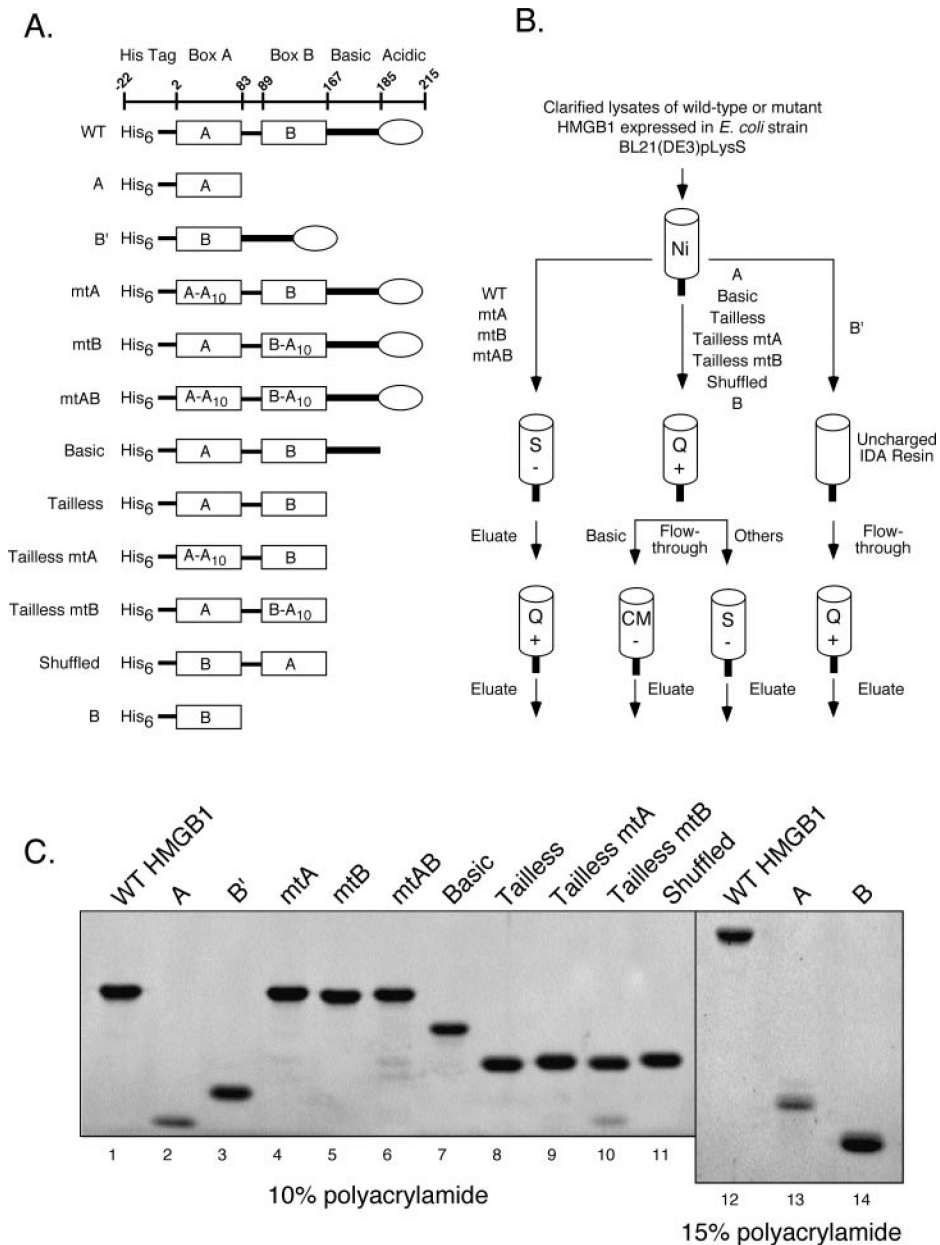 A.
His Tag Box A Box B Basic Acidic
-22 2 83 89 167 185 215
WT His6 A B
A His6 A
B' His6 B
mtA His6 A-A10 B
mtB His6 A B-A10
mtAB His6 A-A10 B-A10
Basic His6 A B
Tailless His6 A B
Tailless mtA His6 A-A10 B
Tailless mtB His6 A B-A10
Shuffled His6 B A
B His6 B
B.
Clarified lysates of wild-type or mutant
HMGB1 expressed in E. coli strain
BL21(DE3)pLysS
Ni
WT
mtA
mtB
mtAB
A
Basic
Tailless
Tailless mtA
Tailless mtB
Shuffled
B
B'
S
-
Q
+
Uncharged
IDA Resin
Eluate
Basic
Flow-
through
Others
Flow-
through
Q
+
CM
-
S
-
Q
+
Eluate
Eluate
Eluate
Eluate
C.
WT HMGB1 A B' mtA mtB mtAB Basic Tailless Tailless mtA Tailless mtB Shuffled WT HMGB1 A B
1 2 3 4 5 6 7 8 9 10 11
12 13 14
10% polyacrylamide
15% polyacrylamide